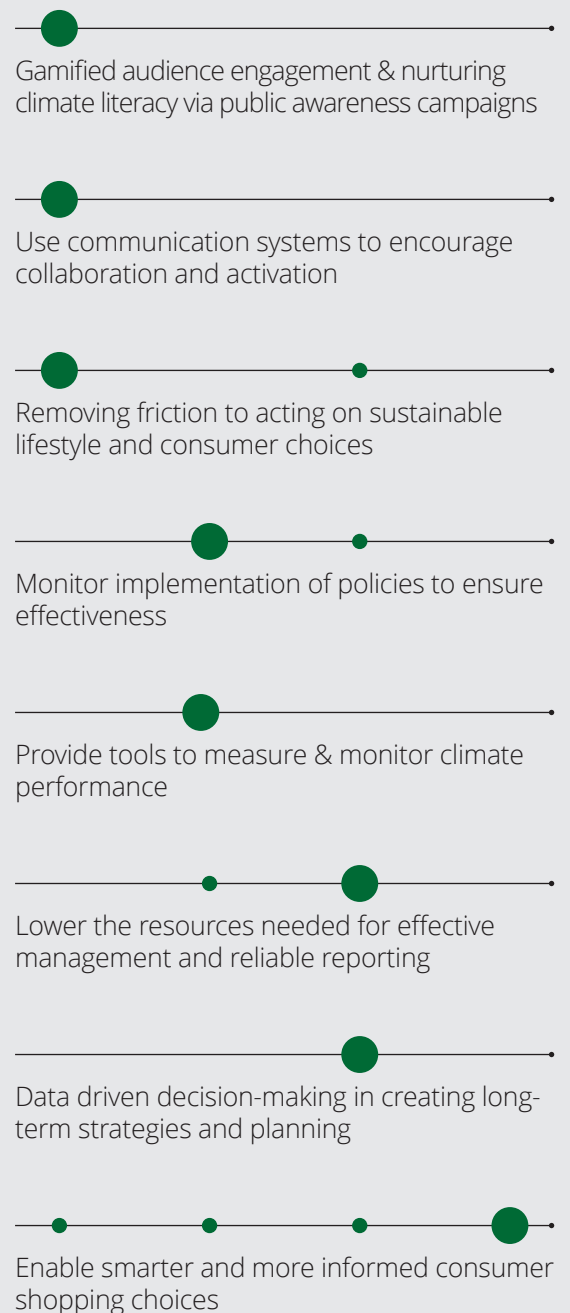 Gamified audience engagement & nurturing
climate literacy via public awareness campaigns
Use communication systems to encourage
collaboration and activation
Removing friction to acting on sustainable
lifestyle and consumer choices
Monitor implementation of policies to ensure
effectiveness
Provide tools to measure & monitor climate
performance
Lower the resources needed for effective
management and reliable reporting
Data driven decision-making in creating long-
term strategies and planning
Enable smarter and more informed consumer
shopping choices